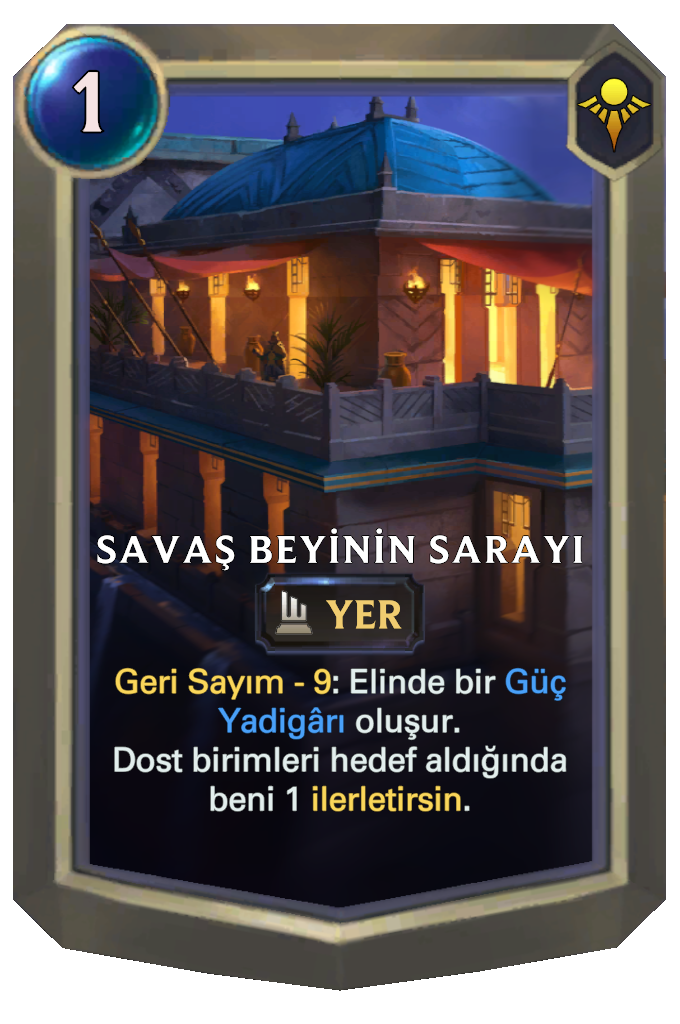 1
SAVAŞ BEYİNİN SARAYI
YER
Geri Sayım - 9: Elinde bir Güç
Yadigârı oluşur.
Dost birimleri hedef aldığında
beni 1 ilerletirsin.